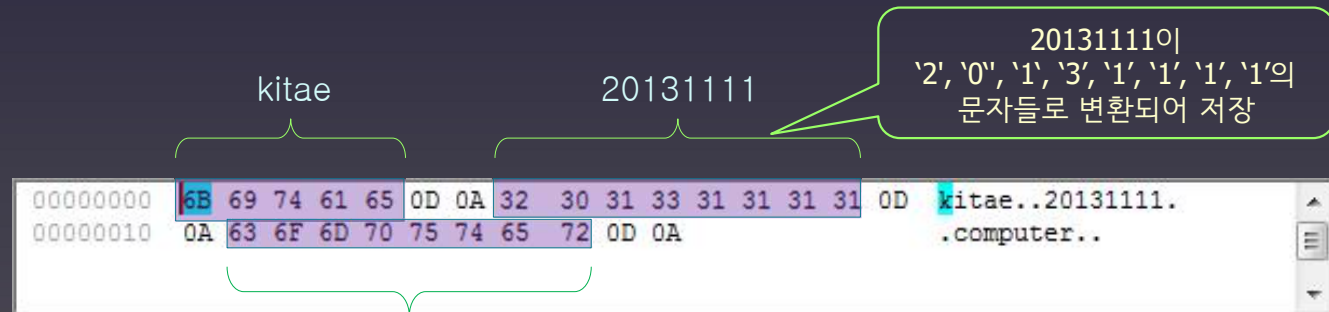 20131111이
‵2', ‵0‶, ‵1‵, ‵3′, ‵1′, ‵1′, ‵1′, ‵1′의
문자들로 변환되어 저장
kitae 20131111
00000000 6B 69 74 61 65 0D 0A 32 30 31 33 31 31 31 31 0D kitae..20131111.
00000010 0A 63 6F 6D 70 75 74 65 72 0D 0A .computer..